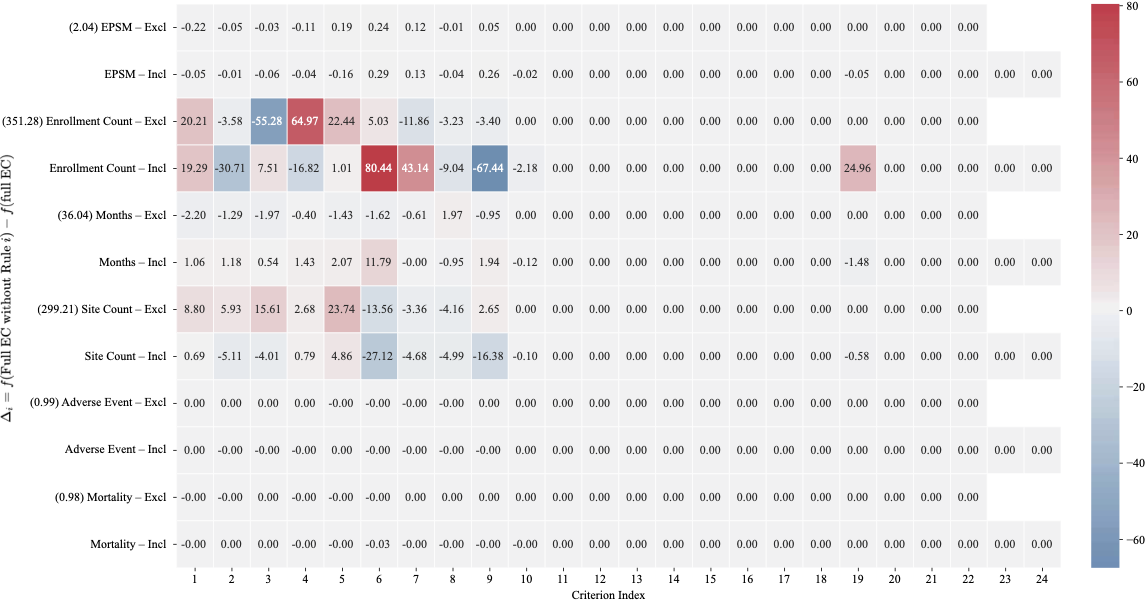 (2.04) EPSM – Excl -0.22 -0.05 -0.03 -0.11 0.19 0.24 0.12 -0.01 0.05 0.00 0.00 0.00 0.00 0.00 0.00 0.00 0.00 0.00 0.00 0.00 0.00 0.00
EPSM – Incl -0.05 -0.01 -0.06 -0.04 -0.16 0.29 0.13 -0.04 0.26 -0.02 0.00 0.00 0.00 0.00 0.00 0.00 0.00 0.00 -0.05 0.00 0.00 0.00 0.00 0.00
(351.28) Enrollment Count – Excl 20.21 -3.58 -55.28 64.97 22.44 5.03 -11.86 -3.23 -3.40 0.00 0.00 0.00 0.00 0.00 0.00 0.00 0.00 0.00 0.00 0.00 0.00 0.00
Enrollment Count – Incl 19.29 -30.71 7.51 -16.82 1.01 80.44 43.14 -9.04 -67.44 -2.18 0.00 0.00 0.00 0.00 0.00 0.00 0.00 0.00 24.96 0.00 0.00 0.00 0.00 0.00
(36.04) Months – Excl -2.20 -1.29 -1.97 -0.40 -1.43 -1.62 -0.61 1.97 -0.95 0.00 0.00 0.00 0.00 0.00 0.00 0.00 0.00 0.00 0.00 0.00 0.00 0.00
Months – Incl 1.06 1.18 0.54 1.43 2.07 11.79 -0.00 -0.95 1.94 -0.12 0.00 0.00 0.00 0.00 0.00 0.00 0.00 0.00 -1.48 0.00 0.00 0.00 0.00 0.00
(299.21) Site Count – Excl 8.80 5.93 15.61 2.68 23.74 -13.56 -3.36 -4.16 2.65 0.00 0.00 0.00 0.00 0.00 0.00 0.00 0.00 0.00 0.00 0.00 0.00 0.00
Site Count – Incl 0.69 -5.11 -4.01 0.79 4.86 -27.12 -4.68 -4.99 -16.38 -0.10 0.00 0.00 0.00 0.00 0.00 0.00 0.00 0.00 -0.58 0.00 0.00 0.00 0.00 0.00
(0.99) Adverse Event – Excl 0.00 0.00 0.00 0.00 -0.00 -0.00 -0.00 0.00 -0.00 0.00 0.00 0.00 0.00 0.00 0.00 0.00 0.00 0.00 0.00 0.00 0.00 0.00
Adverse Event – Incl 0.00 -0.00 -0.00 0.00 0.00 -0.00 -0.00 -0.00 -0.00 0.00 0.00 0.00 0.00 0.00 0.00 0.00 0.00 0.00 0.00 0.00 0.00 0.00 0.00 0.00
(0.98) Mortality – Excl -0.00 -0.00 -0.00 -0.00 -0.00 -0.00 0.00 0.00 0.00 0.00 0.00 0.00 0.00 0.00 0.00 0.00 0.00 0.00 0.00 0.00 0.00 0.00
Mortality – Incl -0.00 0.00 0.00 -0.00 -0.00 -0.03 -0.00 -0.00 -0.00 -0.00 0.00 0.00 0.00 0.00 0.00 0.00 0.00 0.00 0.00 0.00 0.00 0.00 0.00 0.00
1 2 3 4 5 6 7 8 9 10 11 12 13 14 15 16 17 18 19 20 21 22 23 24
Criterion Index
Δᵢ = f(Full EC without Rule i) − f(full EC)
80
60
40
20
0
−20
−40
−60